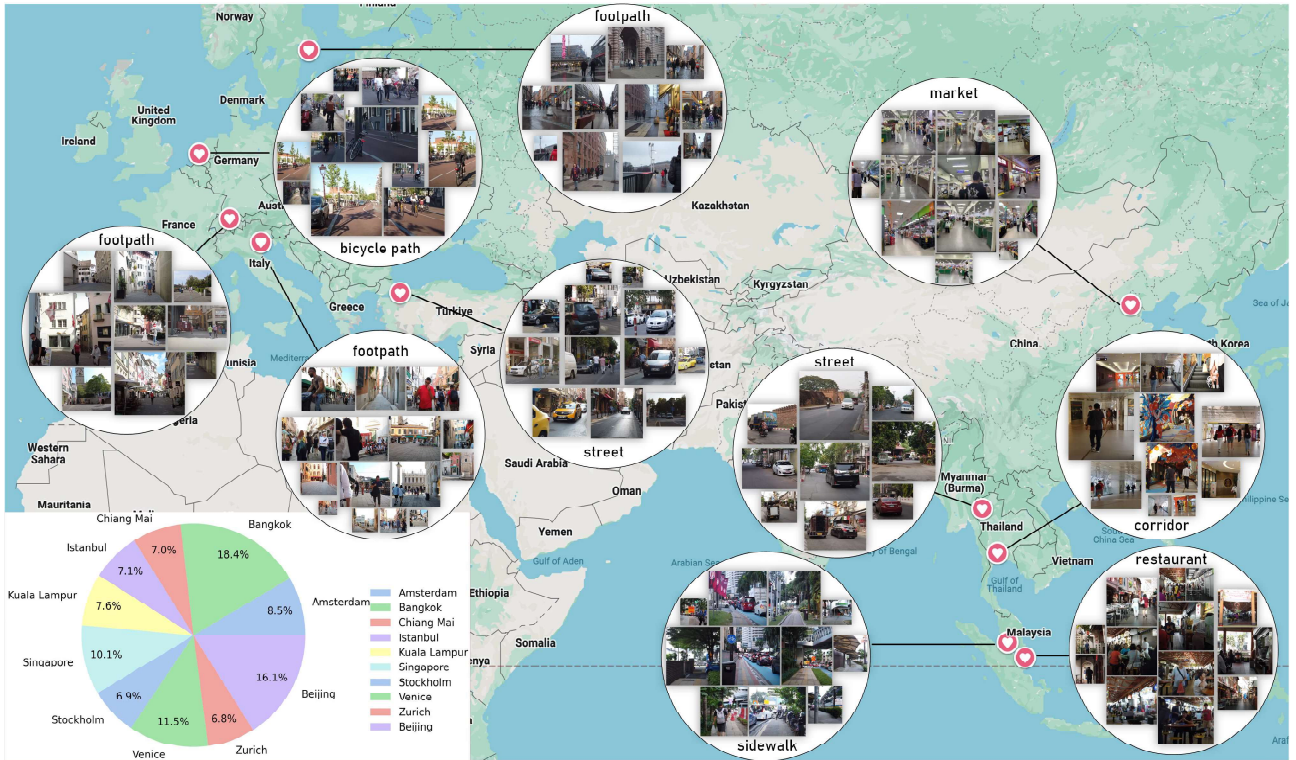 Norway
Finland
footpath
Denmark
United
Kingdom
Ireland
Germany
France
Italy
Greece
Türkiye
bicycle path
market
Kazakhstan
Uzbekistan
Kyrgyzstan
China
footpath
footpath
street
Syria
Saudi Arabia
Oman
Yemen
Gulf of Aden
Ethiopia
Somalia
Western
Sahara
Mauritania
street
Myanmar
(Burma)
Thailand
Gulf of
Thailand
Vietnam
Malaysia
corridor
restaurant
sidewalk
Chiang Mai
Bangkok
Istanbul
Kuala Lumpur
Singapore
Stockholm
Venice
Zurich
Beijing
Amsterdam
7.0%
18.4%
7.1%
8.5%
7.6%
10.1%
6.9%
11.5%
6.8%
16.1%
Amsterdam
Bangkok
Chiang Mai
Istanbul
Kuala Lumpur
Singapore
Stockholm
Venice
Zurich
Beijing